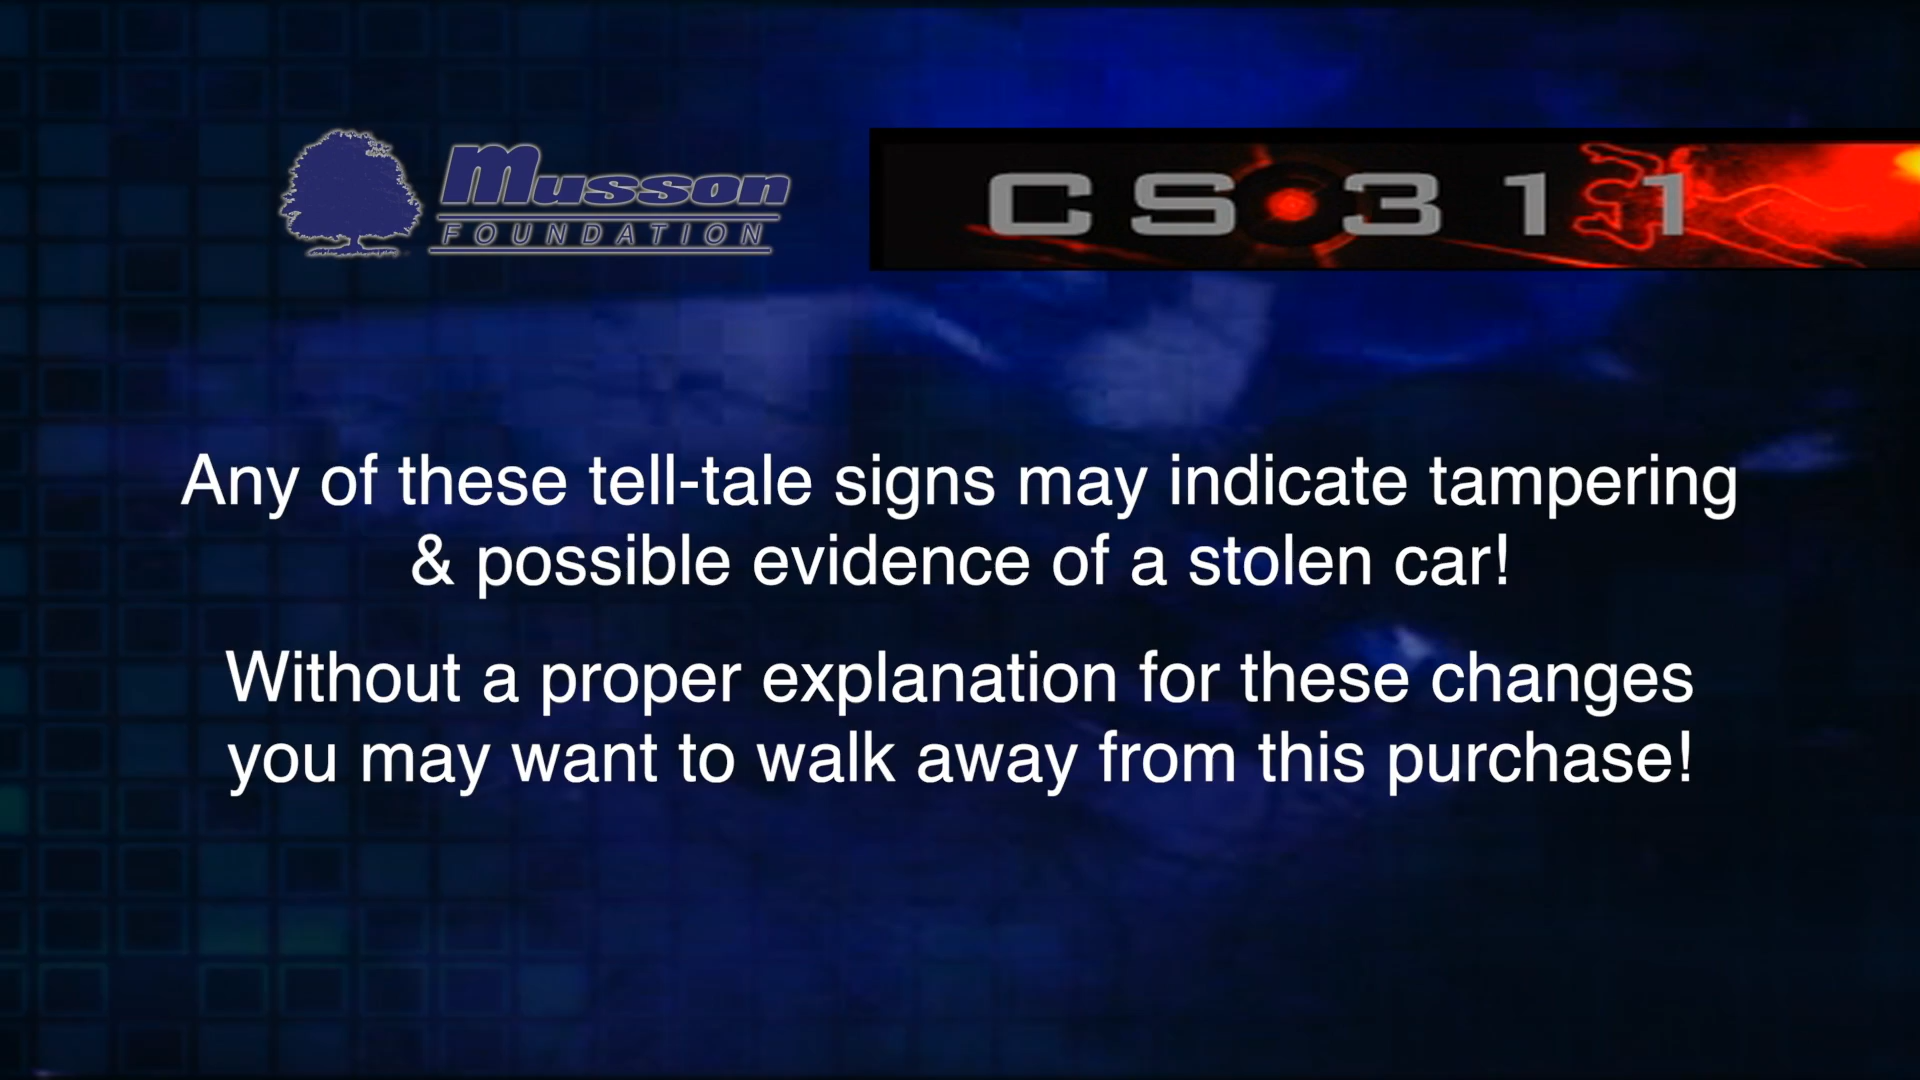 Musson
FOUNDATION
CS 311
Any of these tell-tale signs may indicate tampering
& possible evidence of a stolen car!
Without a proper explanation for these changes
you may want to walk away from this purchase!